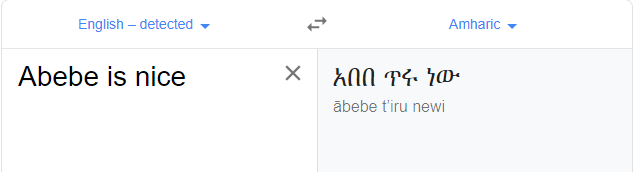 English – detected Amharic
Abebe is nice
አበበ ጥሩ ነው
ābebe t’iru newi